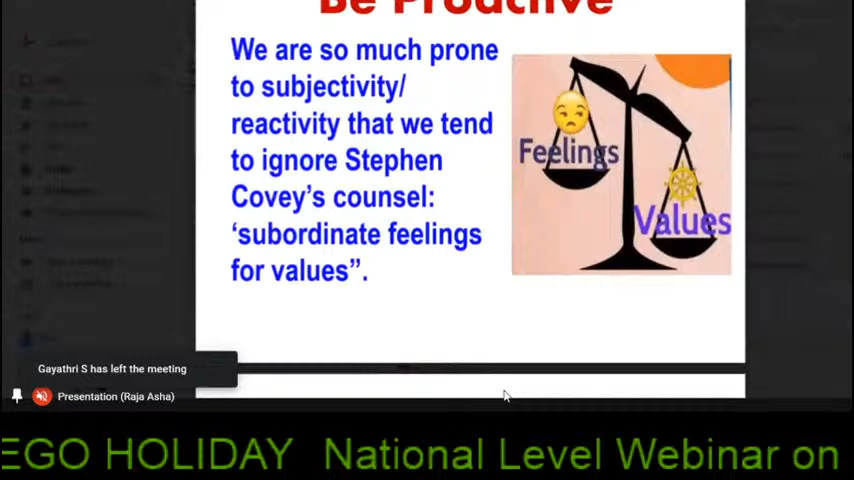 Be Proactive
We are so much prone
to subjectivity/
reactivity that we tend
to ignore Stephen
Covey's counsel:
‘subordinate feelings
for values”.
Feelings
Values
Gayathri S has left the meeting
Presentation (Raja Asha)
EGO HOLIDAY National Level Webinar on